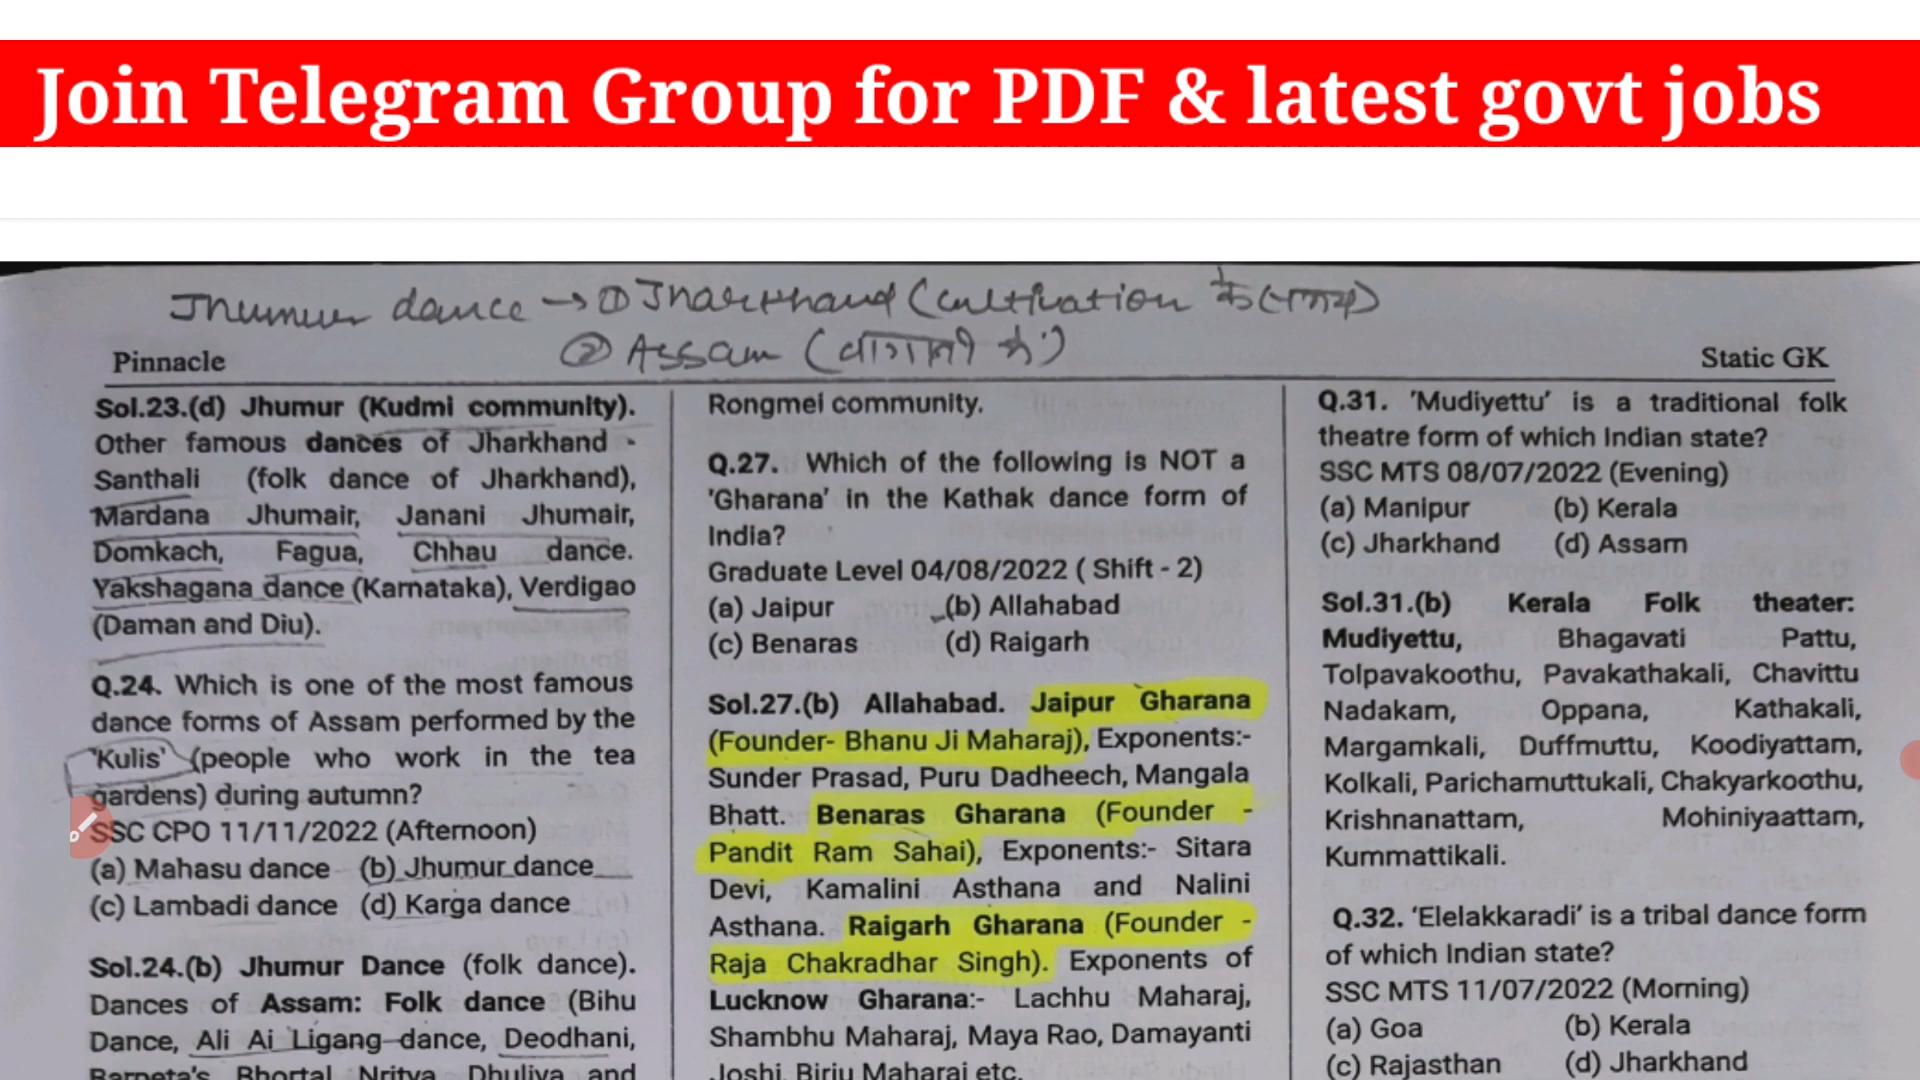 Join Telegram Group for PDF & latest govt jobs
Jhumur dance → ① Jharkhand (cultivation के समय)
② Assam (बागानों में)
Pinnacle
Static GK
Sol.23.(d) Jhumur (Kudmi community).
Other famous dances of Jharkhand -
Santhali (folk dance of Jharkhand),
Mardana Jhumair, Janani Jhumair,
Domkach, Fagua, Chhau dance.
Yakshagana dance (Karnataka), Verdigao
(Daman and Diu).
Q.24. Which is one of the most famous
dance forms of Assam performed by the
'Kulis' (people who work in the tea
gardens) during autumn?
SSC CPO 11/11/2022 (Afternoon)
(a) Mahasu dance (b) Jhumur dance
(c) Lambadi dance (d) Karga dance
Sol.24.(b) Jhumur Dance (folk dance).
Dances of Assam: Folk dance (Bihu
Dance, Ali Ai Ligang dance, Deodhani,
Barpeta's Bhortal Nritya, Dhuliya and
Rongmei community.
Q.27. Which of the following is NOT a
'Gharana' in the Kathak dance form of
India?
Graduate Level 04/08/2022 ( Shift - 2)
(a) Jaipur (b) Allahabad
(c) Benaras (d) Raigarh
Sol.27.(b) Allahabad. Jaipur Gharana
(Founder- Bhanu Ji Maharaj), Exponents:-
Sunder Prasad, Puru Dadheech, Mangala
Bhatt. Benaras Gharana (Founder -
Pandit Ram Sahai), Exponents:- Sitara
Devi, Kamalini Asthana and Nalini
Asthana. Raigarh Gharana (Founder -
Raja Chakradhar Singh). Exponents of
Lucknow Gharana:- Lachhu Maharaj,
Shambhu Maharaj, Maya Rao, Damayanti
Joshi, Birju Maharaj etc.
Q.31. 'Mudiyettu' is a traditional folk
theatre form of which Indian state?
SSC MTS 08/07/2022 (Evening)
(a) Manipur (b) Kerala
(c) Jharkhand (d) Assam
Sol.31.(b) Kerala Folk theater:
Mudiyettu, Bhagavati Pattu,
Tolpavakoothu, Pavakathakali, Chavittu
Nadakam, Oppana, Kathakali,
Margamkali, Duffmuttu, Koodiyattam,
Kolkali, Parichamuttukali, Chakyarkoothu,
Krishnanattam, Mohiniyaattam,
Kummattikali.
Q.32. 'Elelakkaradi' is a tribal dance form
of which Indian state?
SSC MTS 11/07/2022 (Morning)
(a) Goa (b) Kerala
(c) Rajasthan (d) Jharkhand